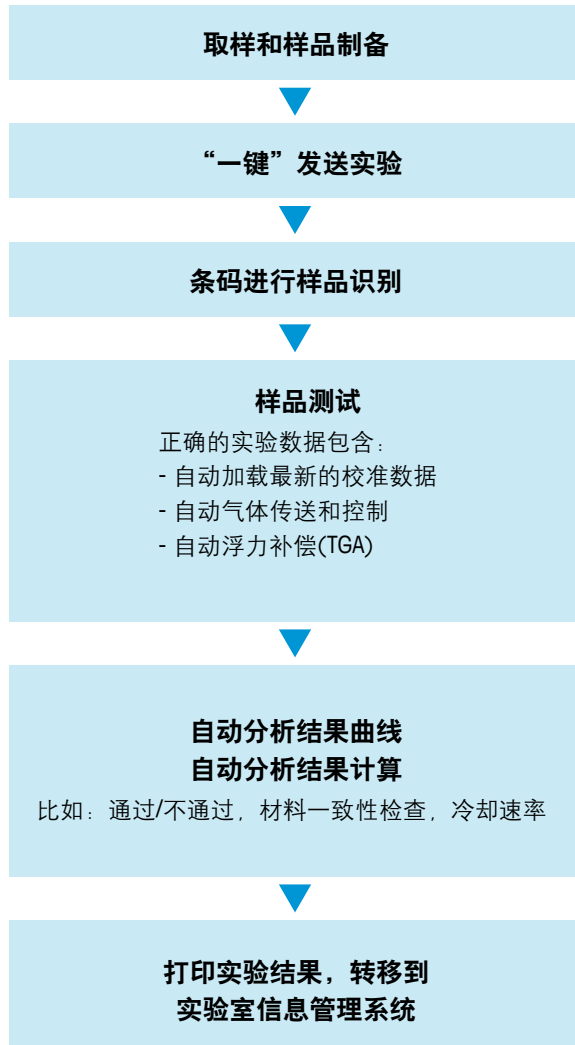 取样和样品制备
“一键”发送实验
条码进行样品识别
样品测试
正确的实验数据包含：
- 自动加载最新的校准数据
- 自动气体传送和控制
- 自动浮力补偿(TGA)
自动分析结果曲线
自动分析结果计算
比如：通过/不通过，材料一致性检查，冷却速率
打印实验结果，转移到
实验室信息管理系统